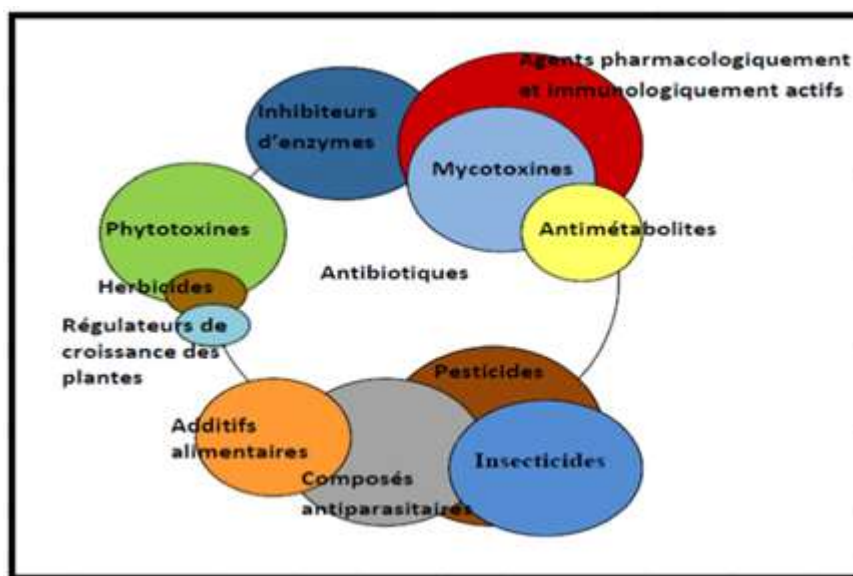 Agents pharmacologiquement
et immunologiquement actifs
Inhibiteurs
d'enzymes
Mycotoxines
Phytotoxines
Antimétabolites
Antibiotiques
Herbicides
Régulateurs de
croissance des
plantes
Pesticides
Additifs
alimentaires
Insecticides
Composés
antiparasitaires